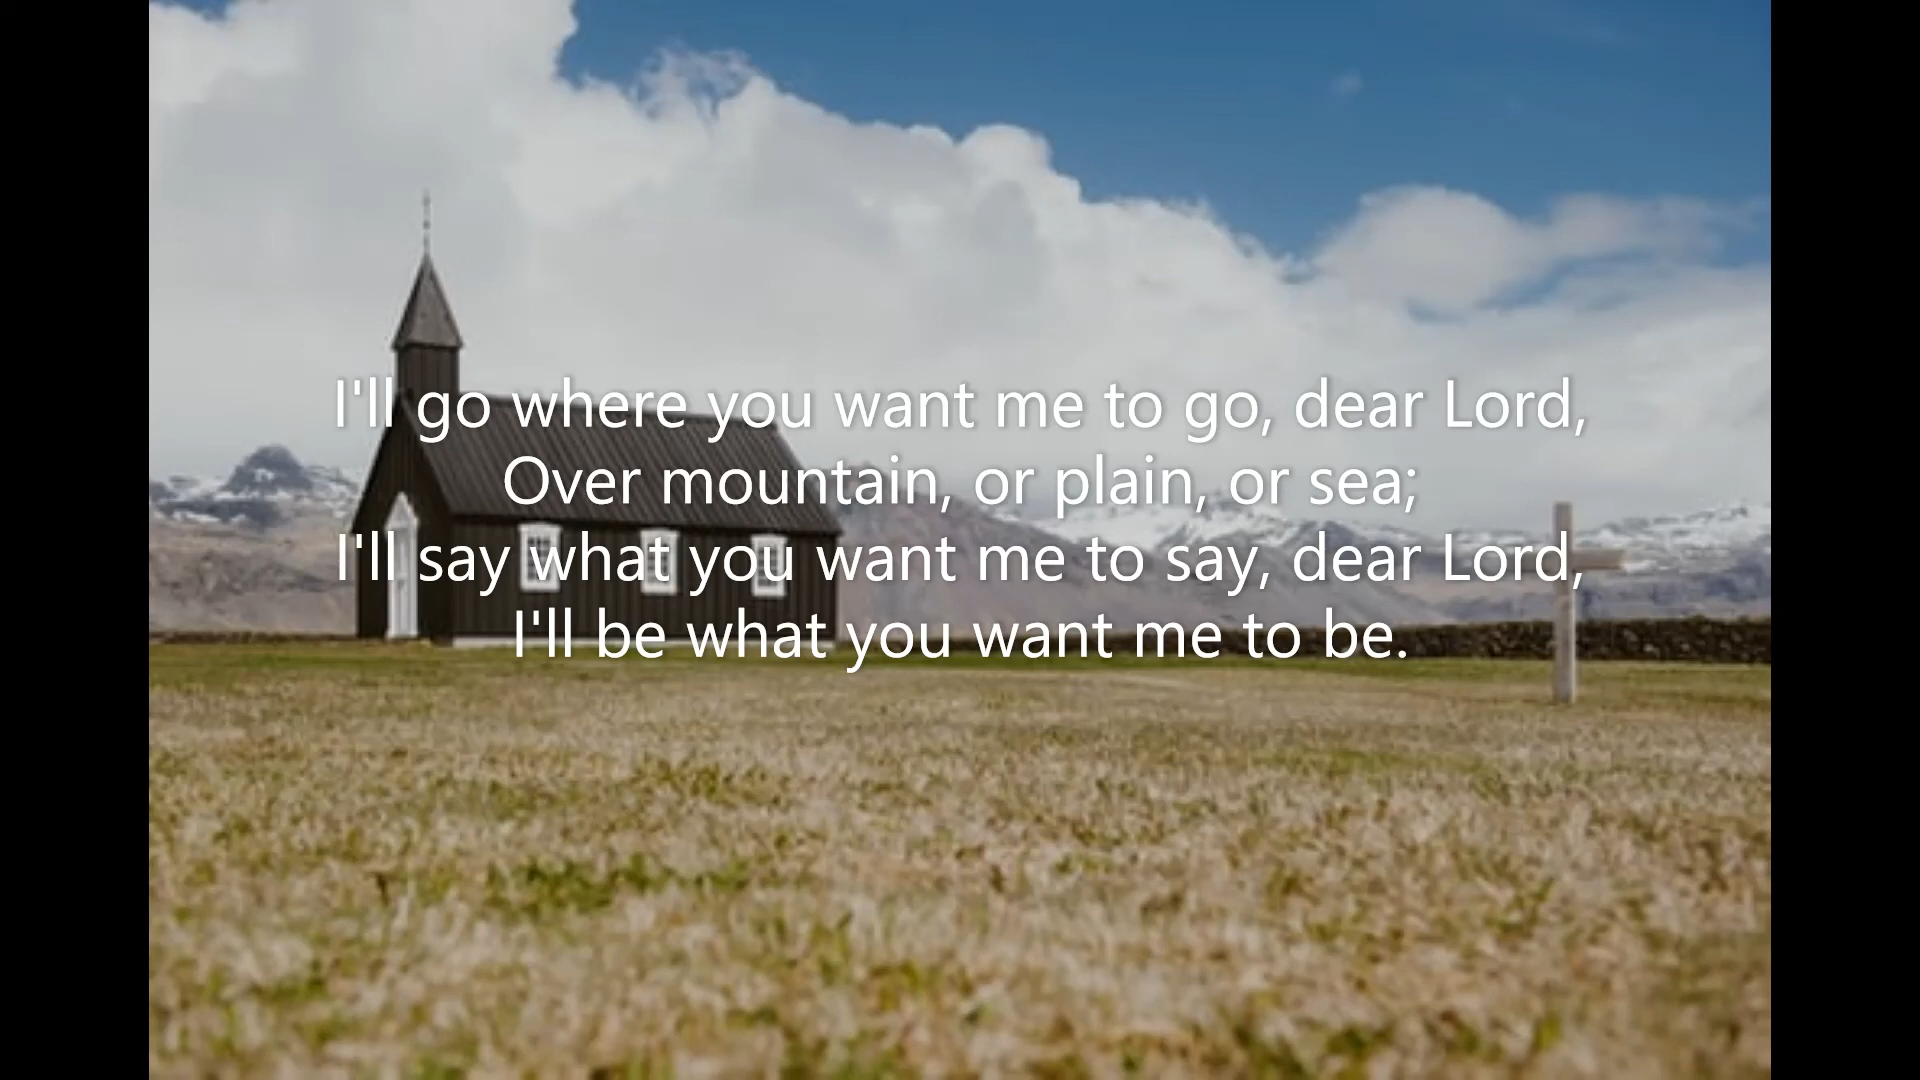 I'll go where you want me to go, dear Lord,
Over mountain, or plain, or sea;
I'll say what you want me to say, dear Lord,
I'll be what you want me to be.